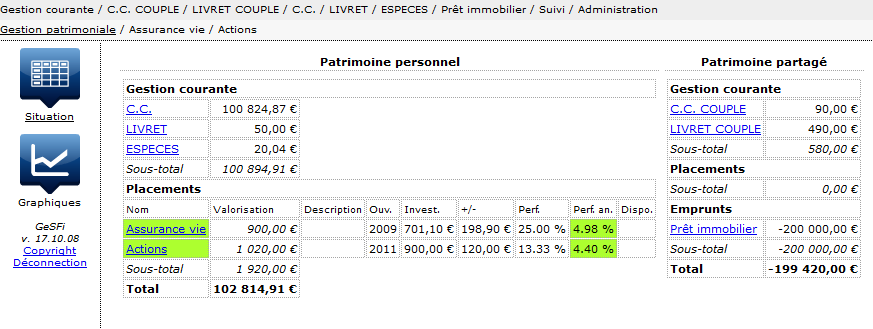 Gestion courante / C.C. COUPLE / LIVRET COUPLE / C.C. / LIVRET / ESPECES / Prêt immobilier / Suivi / Administration
Gestion patrimoniale / Assurance vie / Actions
Situation
Graphiques
GeSFi
v. 17.10.08
Copyright
Déconnection
Patrimoine personnel
Gestion courante
C.C. 100 824,87 €
LIVRET 50,00 €
ESPECES 20,04 €
Sous-total 100 894,91 €
Placements
Nom Valorisation Description Ouv. Invest. +/- Perf. Perf. an. Dispo.
Assurance vie 900,00 € 2009 701,10 € 198,90 € 25.00 % 4.98 %
Actions 1 020,00 € 2011 900,00 € 120,00 € 13.33 % 4.40 %
Sous-total 1 920,00 €
Total 102 814,91 €
Patrimoine partagé
Gestion courante
C.C. COUPLE 90,00 €
LIVRET COUPLE 490,00 €
Sous-total 580,00 €
Placements
Sous-total 0,00 €
Emprunts
Prêt immobilier -200 000,00 €
Sous-total -200 000,00 €
Total -199 420,00 €